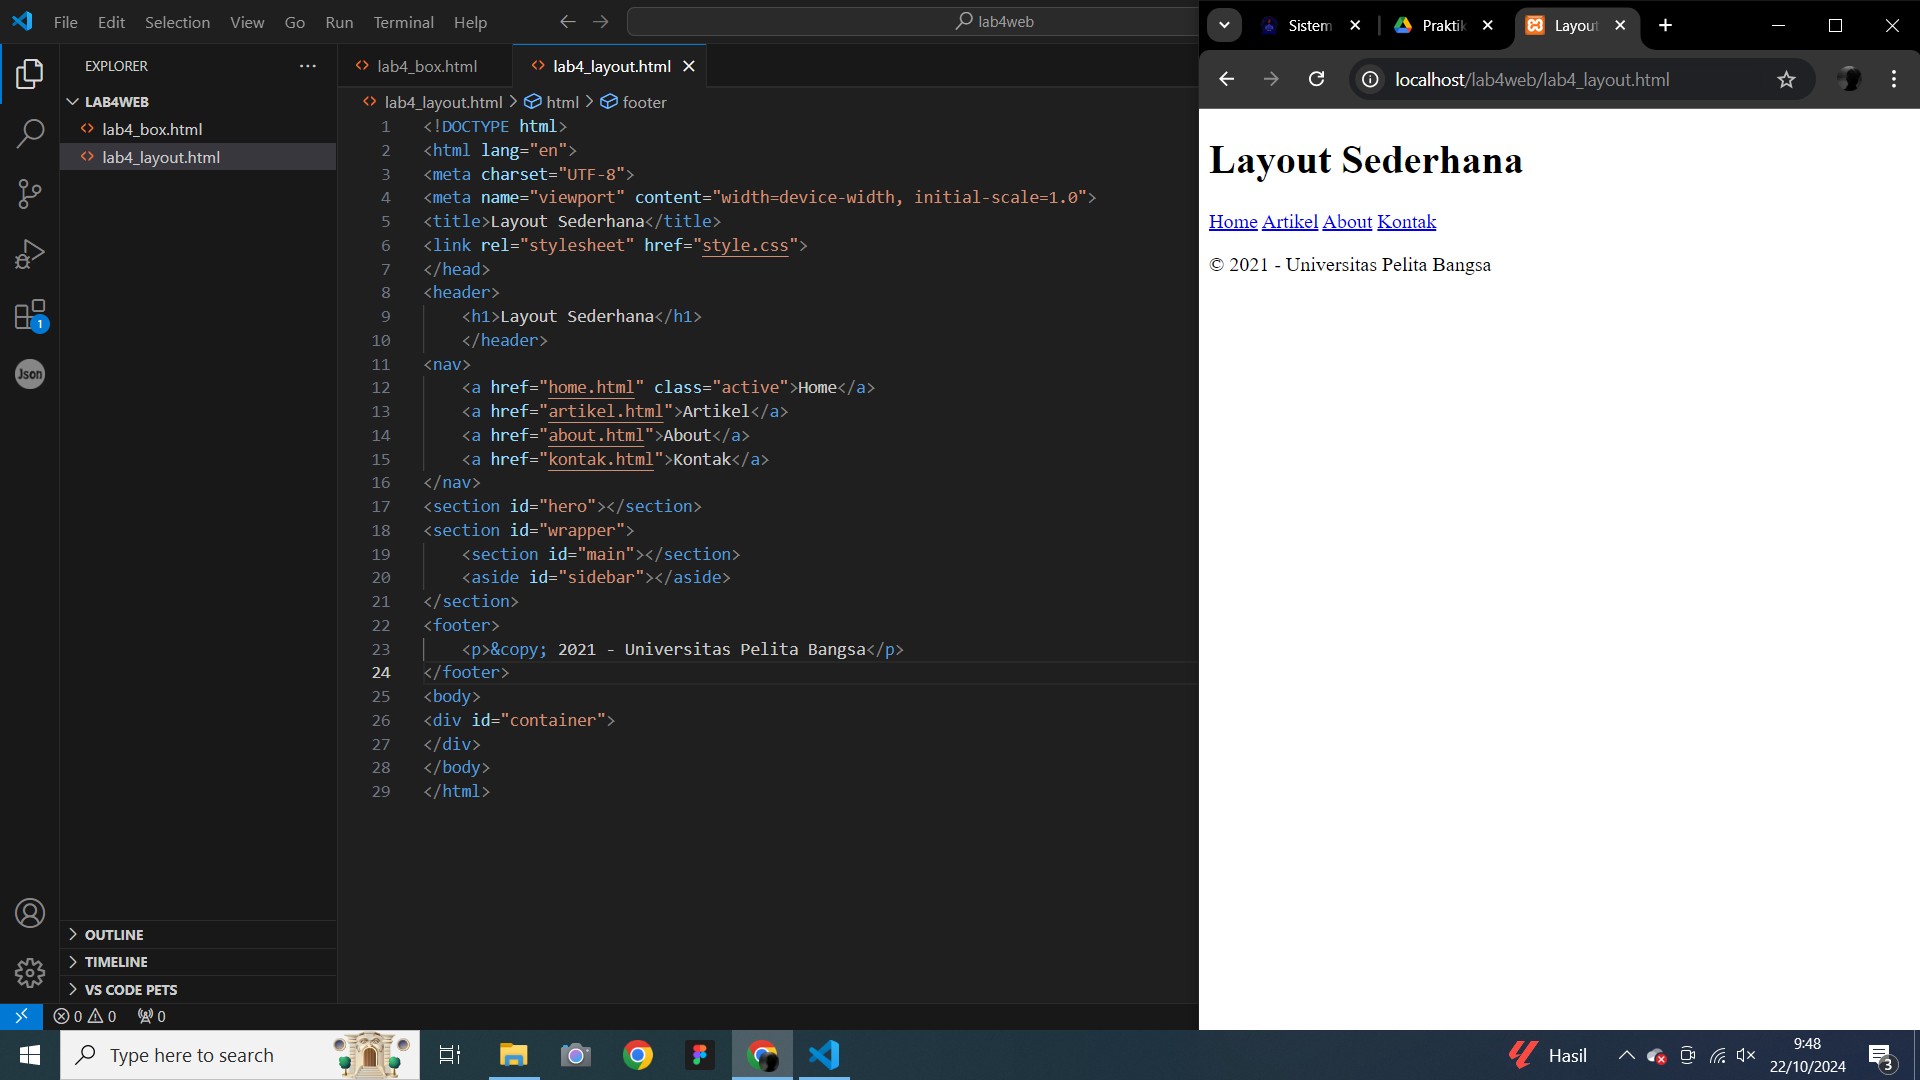 File Edit Selection View Go Run Terminal Help
lab4web
EXPLORER
LAB4WEB
lab4_box.html
lab4_layout.html
OUTLINE
TIMELINE
VS CODE PETS
Json
1
lab4_box.html lab4_layout.html
lab4_layout.html > html > footer
1 <!DOCTYPE html>
2 <html lang="en">
3 <meta charset="UTF-8">
4 <meta name="viewport" content="width=device-width, initial-scale=1.0">
5 <title>Layout Sederhana</title>
6 <link rel="stylesheet" href="style.css">
7 </head>
8 <header>
9 <h1>Layout Sederhana</h1>
10 </header>
11 <nav>
12 <a href="home.html" class="active">Home</a>
13 <a href="artikel.html">Artikel</a>
14 <a href="about.html">About</a>
15 <a href="kontak.html">Kontak</a>
16 </nav>
17 <section id="hero"></section>
18 <section id="wrapper">
19 <section id="main"></section>
20 <aside id="sidebar"></aside>
21 </section>
22 <footer>
23 <p>&copy; 2021 - Universitas Pelita Bangsa</p>
24 </footer>
25 <body>
26 <div id="container">
27 </div>
28 </body>
29 </html>
0 0 0
Sistem Praktik Layout
localhost/lab4web/lab4_layout.html
Layout Sederhana
Home Artikel About Kontak
© 2021 - Universitas Pelita Bangsa
Type here to search
Hasil
9:48
22/10/2024
3